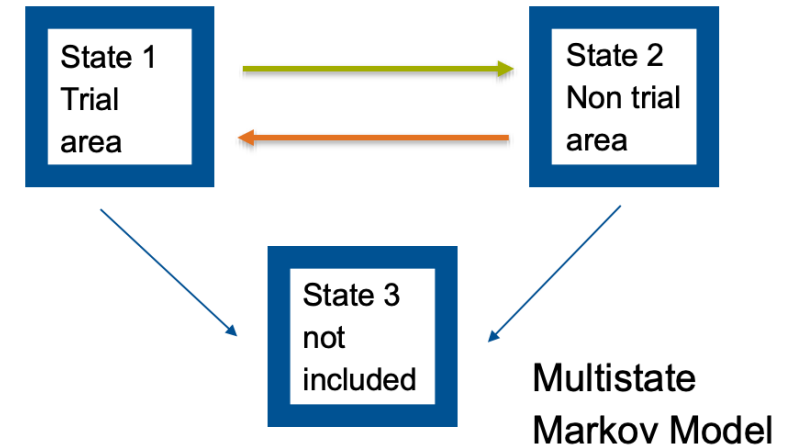 State 1
Trial
area
State 2
Non trial
area
State 3
not
included
Multistate
Markov Model